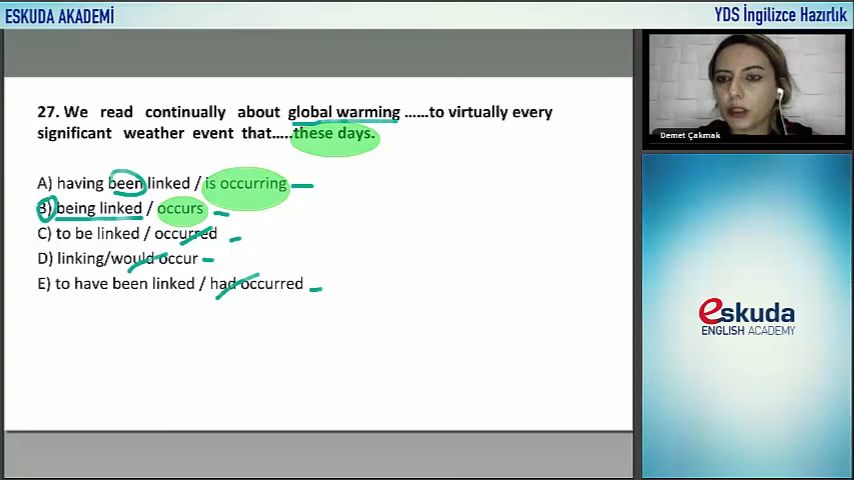 ESKUDA AKADEMİ
YDS İngilizce Hazırlık
27. We read continually about global warming ......to virtually every
significant weather event that.....these days.
A) having been linked / is occurring
B) being linked / occurs
C) to be linked / occurred
D) linking/would occur
E) to have been linked / had occurred
Demet Çakmak
eskuda
ENGLISH ACADEMY